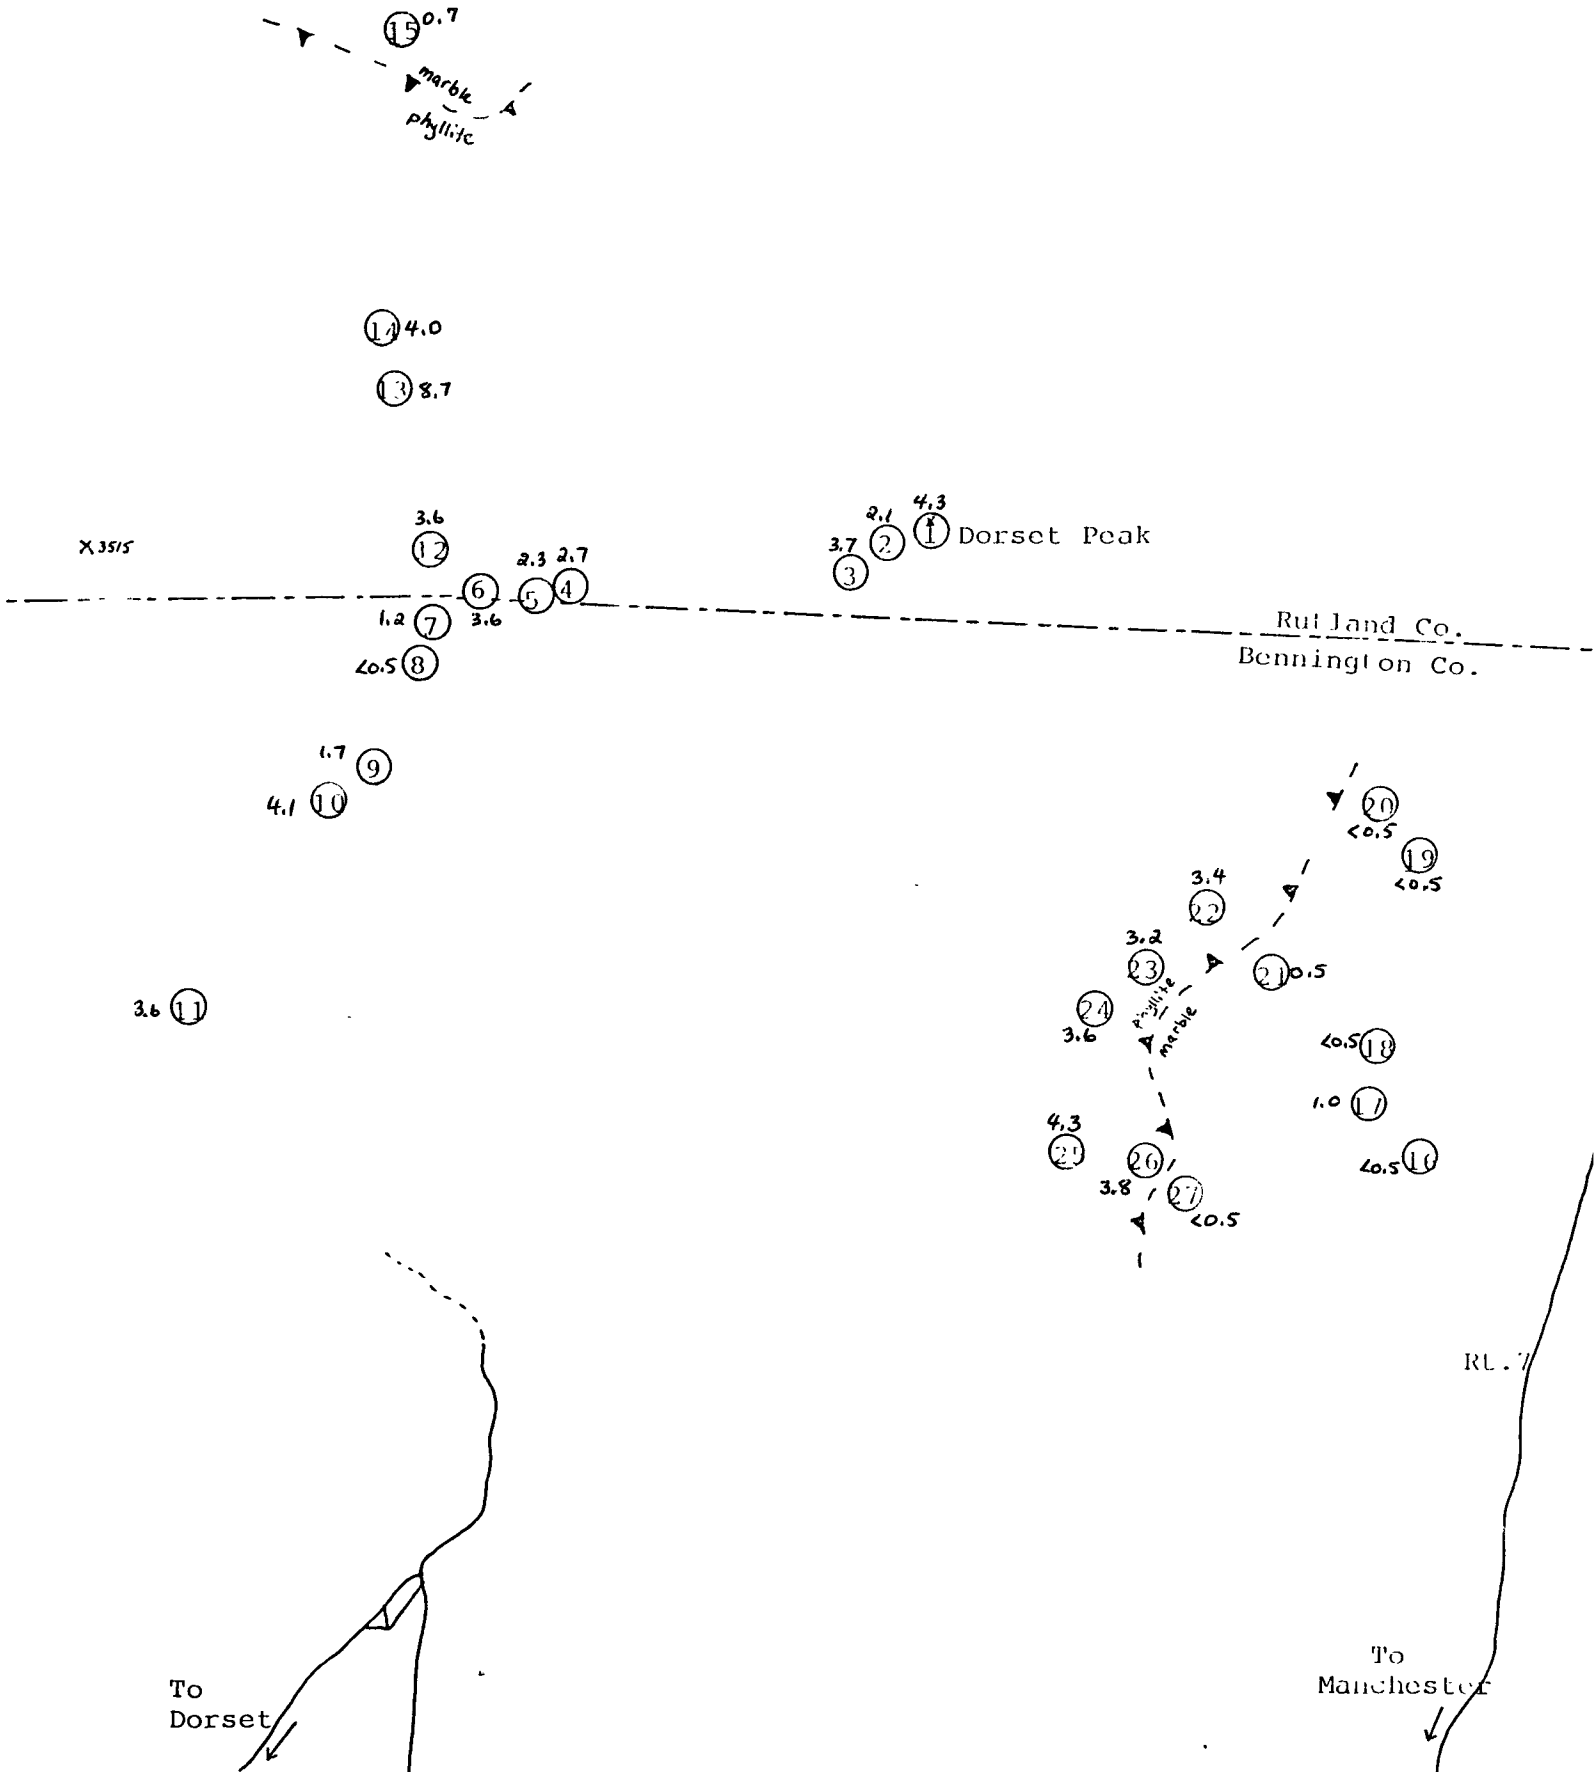 15 0.7
marble
phyllite
14 4.0
13 8.7
3.6
12
X 3515
2.3 2.7
6 5 4
3.6
4.3
2.1
3.7
1 Dorset Peak
2
3
1.2 7
<0.5 8
Rutland Co.
Bennington Co.
1.7 9
4.1 10
20
<0.5
19
<0.5
3.4
22
3.2
23
21 0.5
24
3.6
phyllite
marble
3.6 11
<0.5 18
1.0 17
<0.5 16
4.3
25
26
3.8
27
<0.5
Rt.7
To
Dorset
To
Manchester